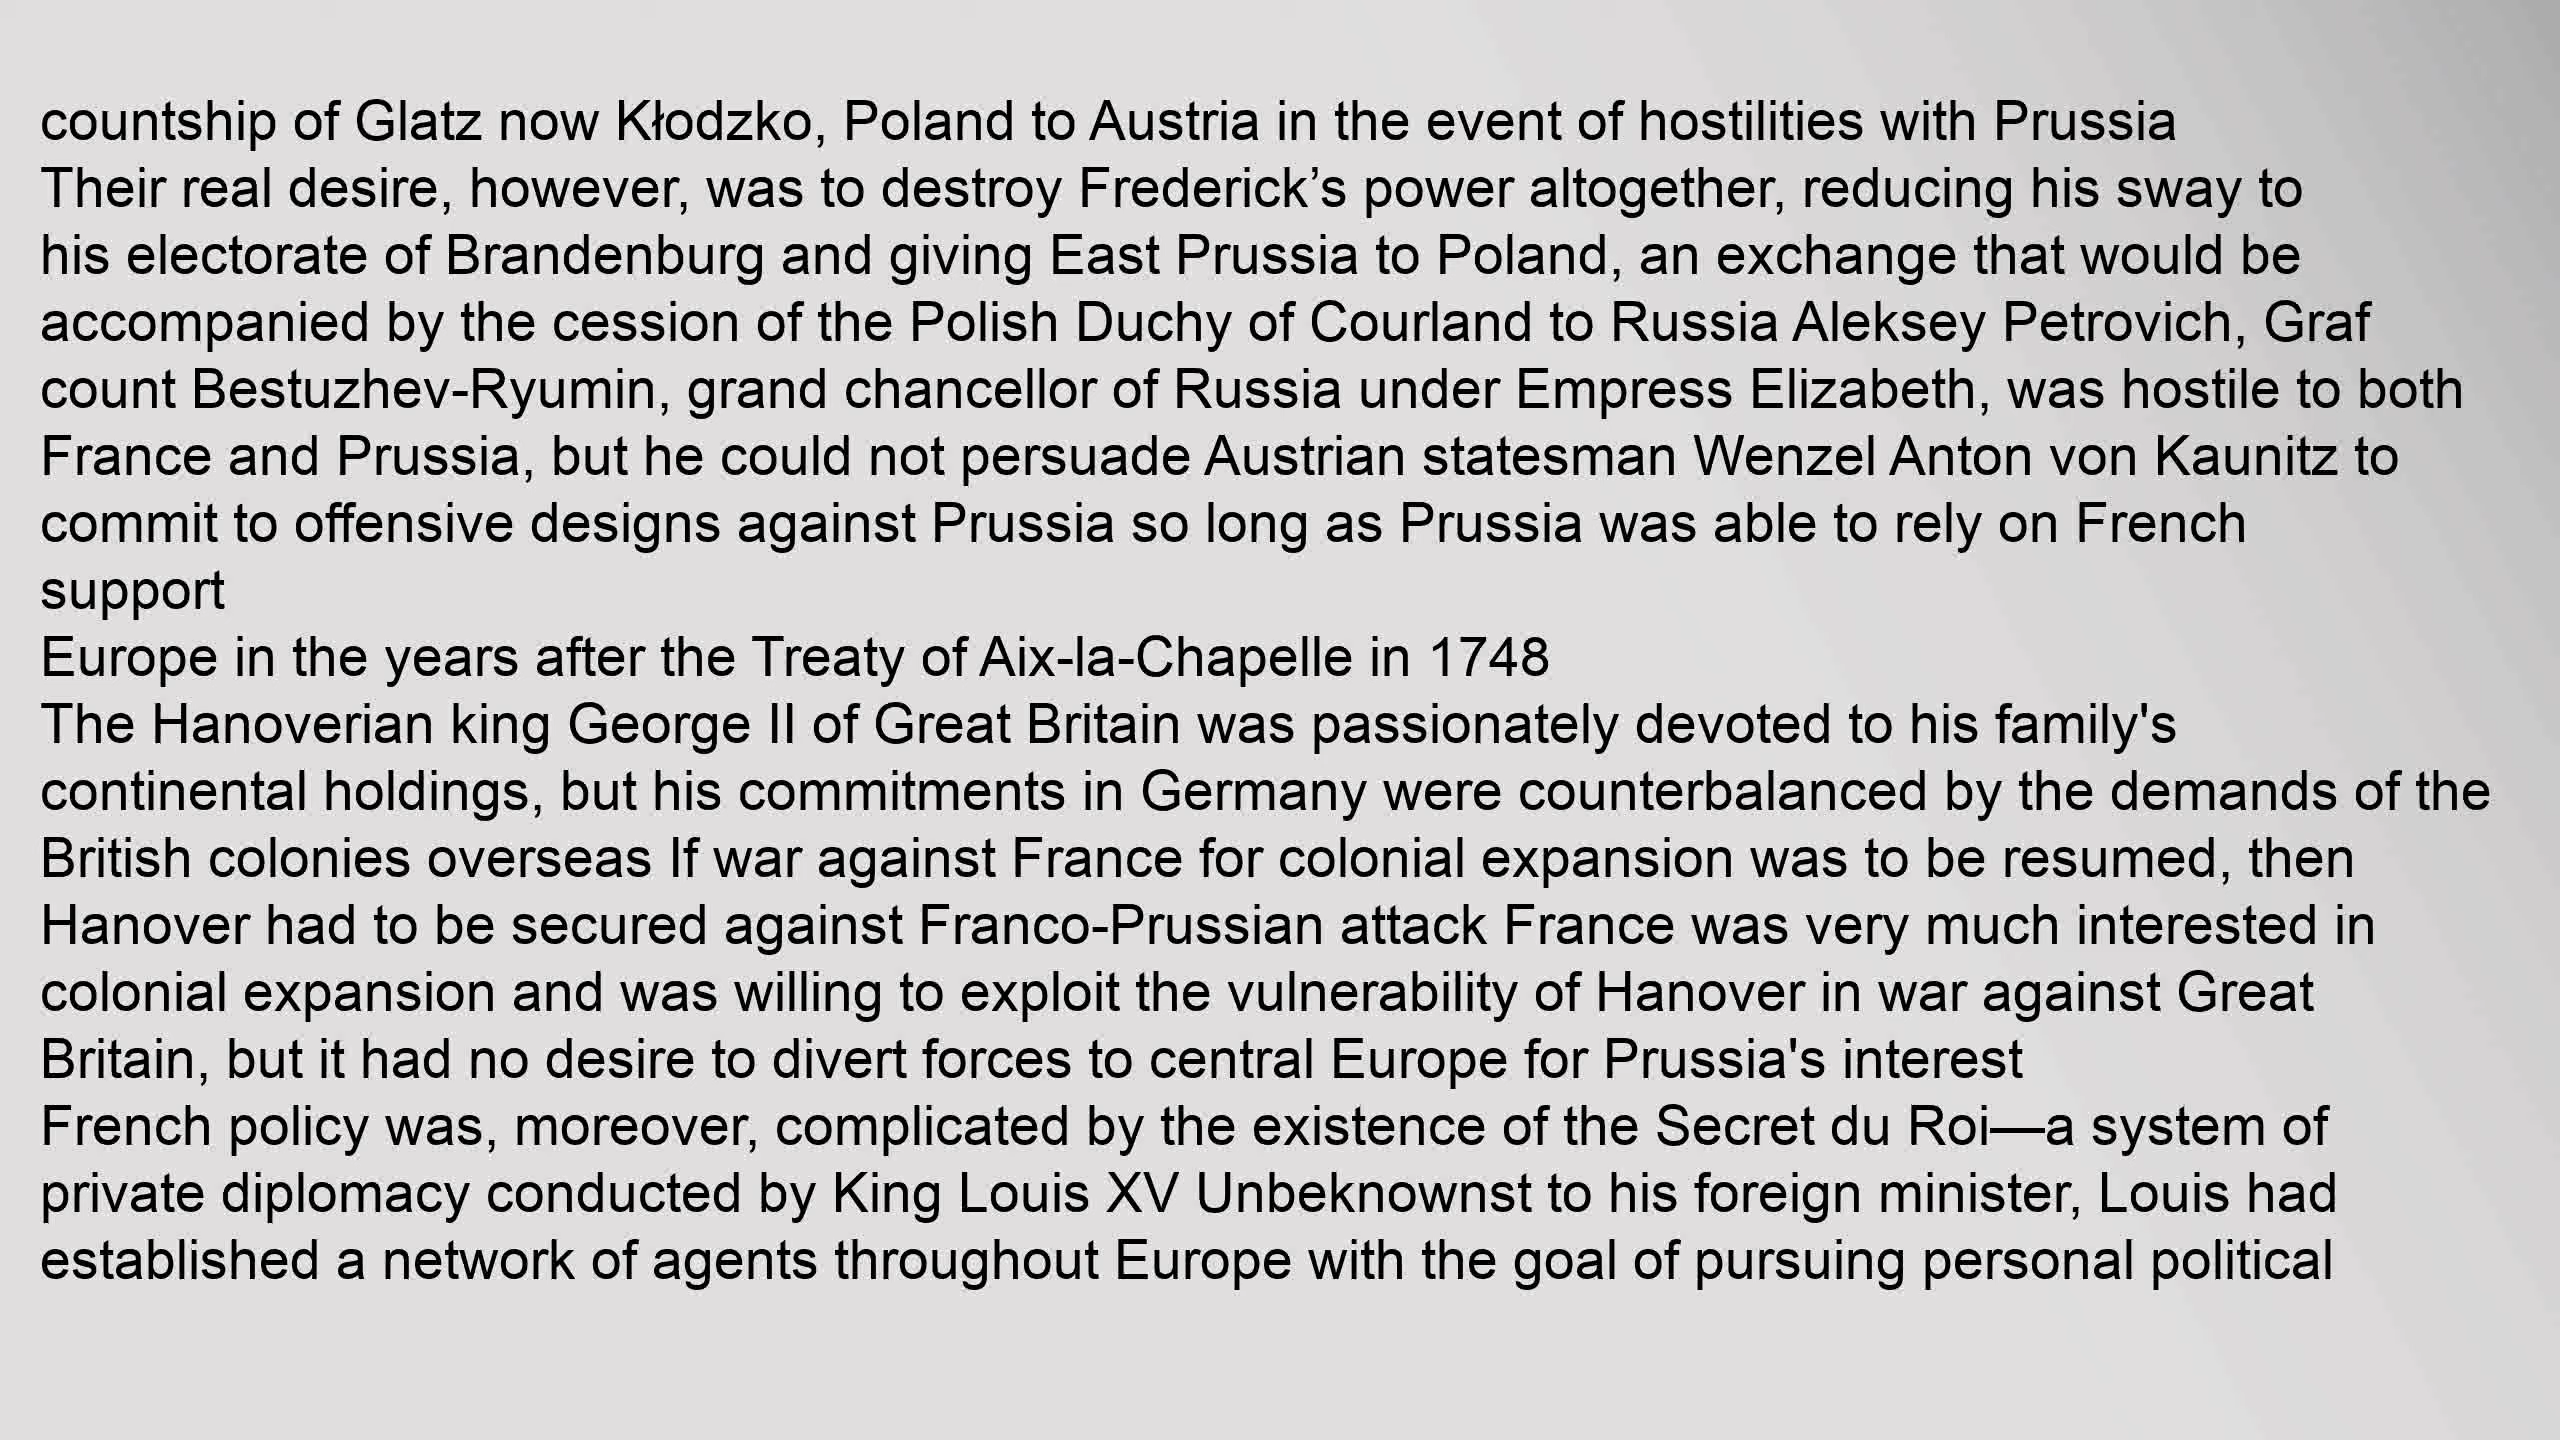 countship of Glatz now Kłodzko, Poland to Austria in the event of hostilities with Prussia
Their real desire, however, was to destroy Frederick’s power altogether, reducing his sway to
his electorate of Brandenburg and giving East Prussia to Poland, an exchange that would be
accompanied by the cession of the Polish Duchy of Courland to Russia Aleksey Petrovich, Graf
count Bestuzhev-Ryumin, grand chancellor of Russia under Empress Elizabeth, was hostile to both
France and Prussia, but he could not persuade Austrian statesman Wenzel Anton von Kaunitz to
commit to offensive designs against Prussia so long as Prussia was able to rely on French
support
Europe in the years after the Treaty of Aix-la-Chapelle in 1748
The Hanoverian king George II of Great Britain was passionately devoted to his family's
continental holdings, but his commitments in Germany were counterbalanced by the demands of the
British colonies overseas If war against France for colonial expansion was to be resumed, then
Hanover had to be secured against Franco-Prussian attack France was very much interested in
colonial expansion and was willing to exploit the vulnerability of Hanover in war against Great
Britain, but it had no desire to divert forces to central Europe for Prussia's interest
French policy was, moreover, complicated by the existence of the Secret du Roi—a system of
private diplomacy conducted by King Louis XV Unbeknownst to his foreign minister, Louis had
established a network of agents throughout Europe with the goal of pursuing personal political